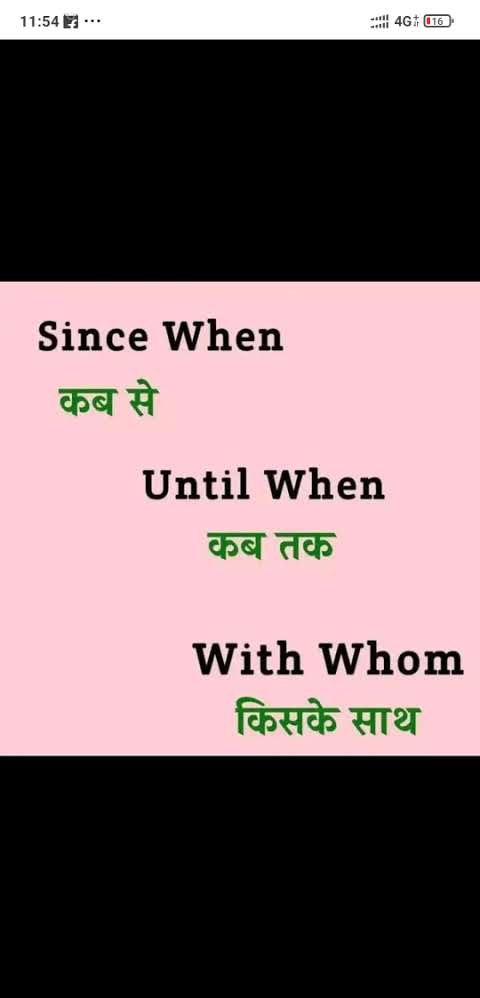 11:54 ...
4G 16
Since When
कब से
Until When
कब तक
With Whom
किसके साथ